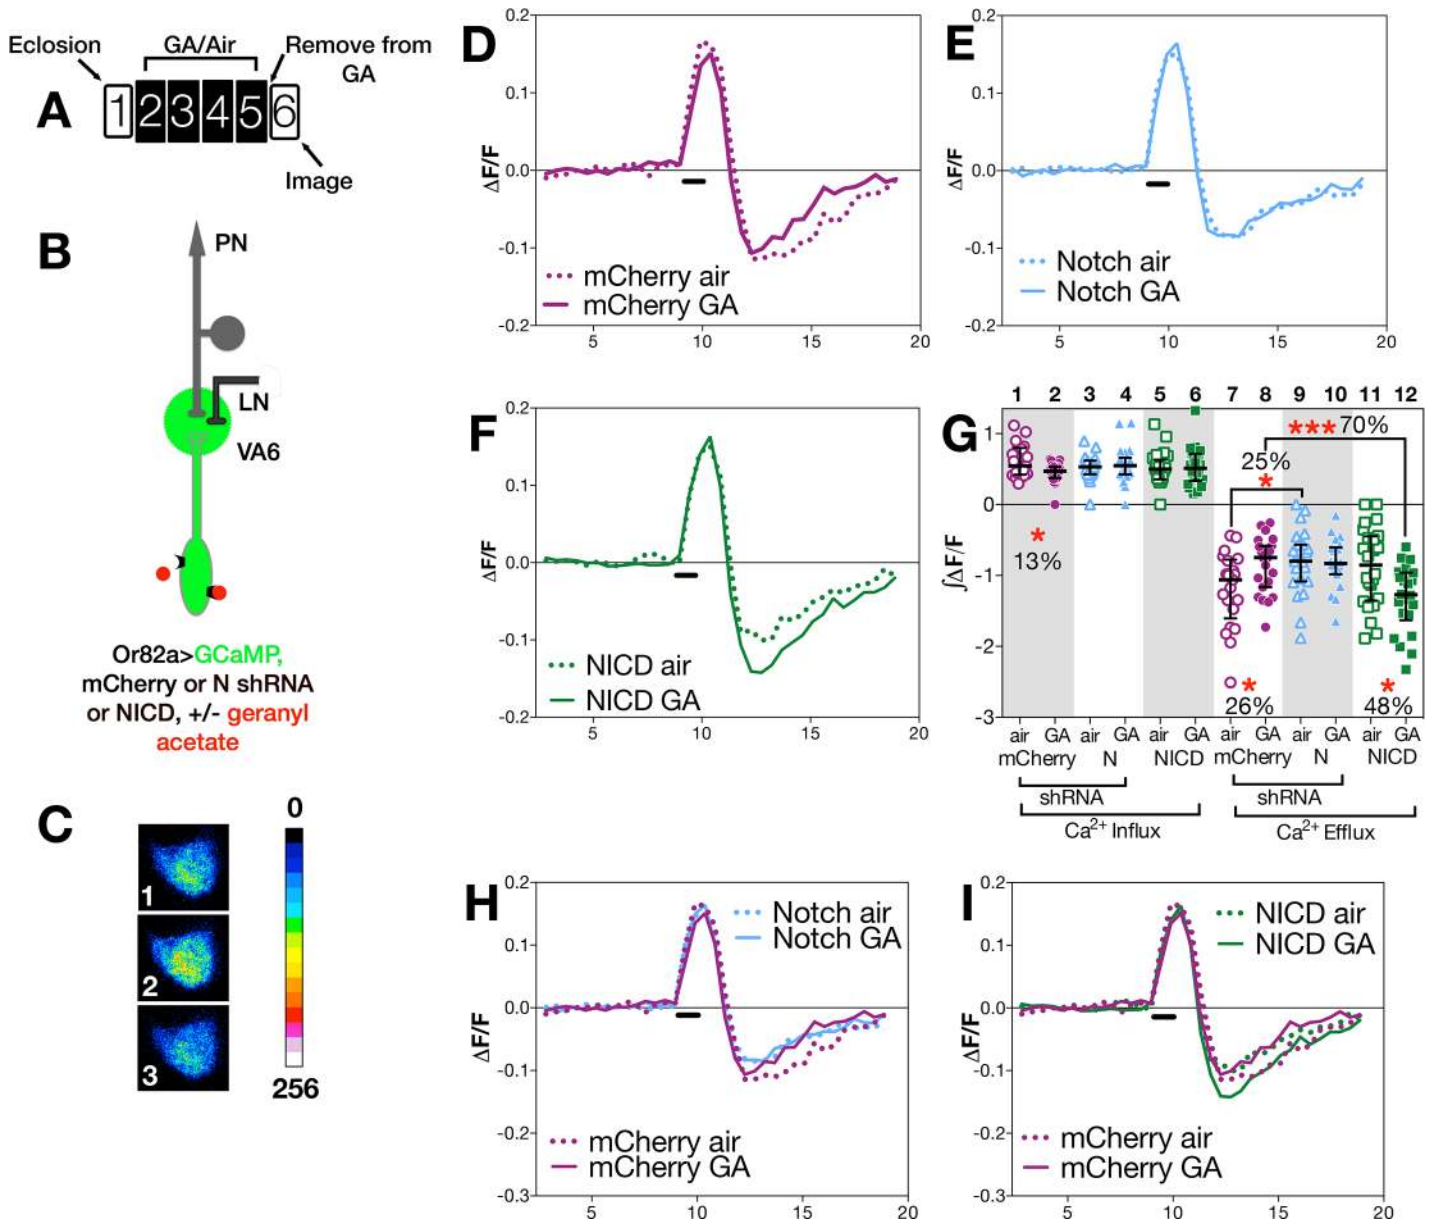 A
Eclosion
GA/Air
Remove from
GA
1 2 3 4 5 6
Image
B
PN
LN
VA6
Or82a>GCaMP,
mCherry or N shRNA
or NICD, +/- geranyl
acetate
C
1
2
3
0
256
D
0.2
0.1
0.0
-0.1
-0.2
ΔF/F
mCherry air
mCherry GA
5 10 15 20
E
0.2
0.1
0.0
-0.1
-0.2
ΔF/F
Notch air
Notch GA
5 10 15 20
F
0.2
0.1
0.0
-0.1
-0.2
ΔF/F
NICD air
NICD GA
5 10 15 20
G
1 2 3 4 5 6 7 8 9 10 11 12
1
0
-1
-2
-3
∫ΔF/F
***70%
25%
*
*
13%
*
26%
*
48%
air GA air GA air GA air GA air GA air GA
mCherry N NICD mCherry N NICD
shRNA shRNA
Ca2+ Influx Ca2+ Efflux
H
0.2
0.1
0.0
-0.1
-0.2
-0.3
ΔF/F
Notch air
Notch GA
mCherry air
mCherry GA
5 10 15 20
I
0.2
0.1
0.0
-0.1
-0.2
-0.3
ΔF/F
NICD air
NICD GA
mCherry air
mCherry GA
5 10 15 20